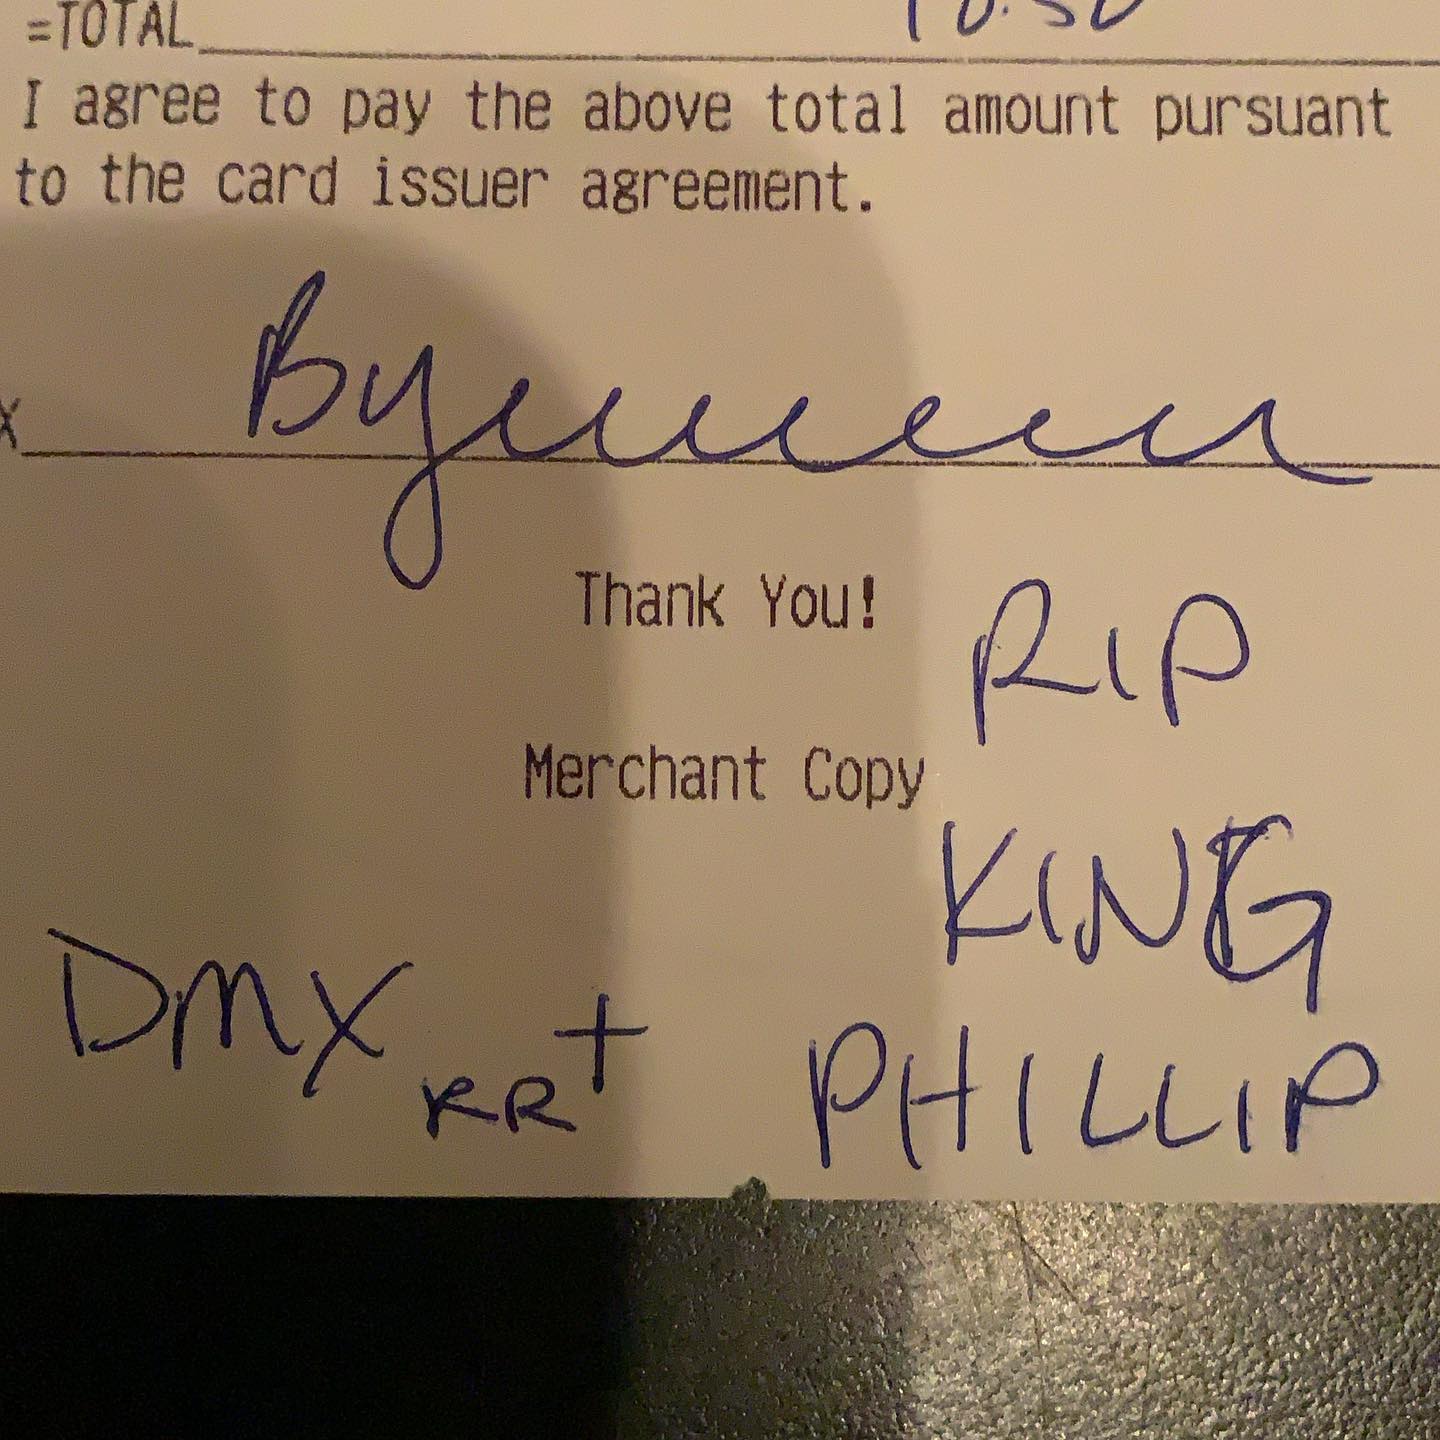 =TOTAL
I agree to pay the above total amount pursuant
to the card issuer agreement.
X
Thank You!
RIP
Merchant Copy
KING
DMX RR +
PHILLIP